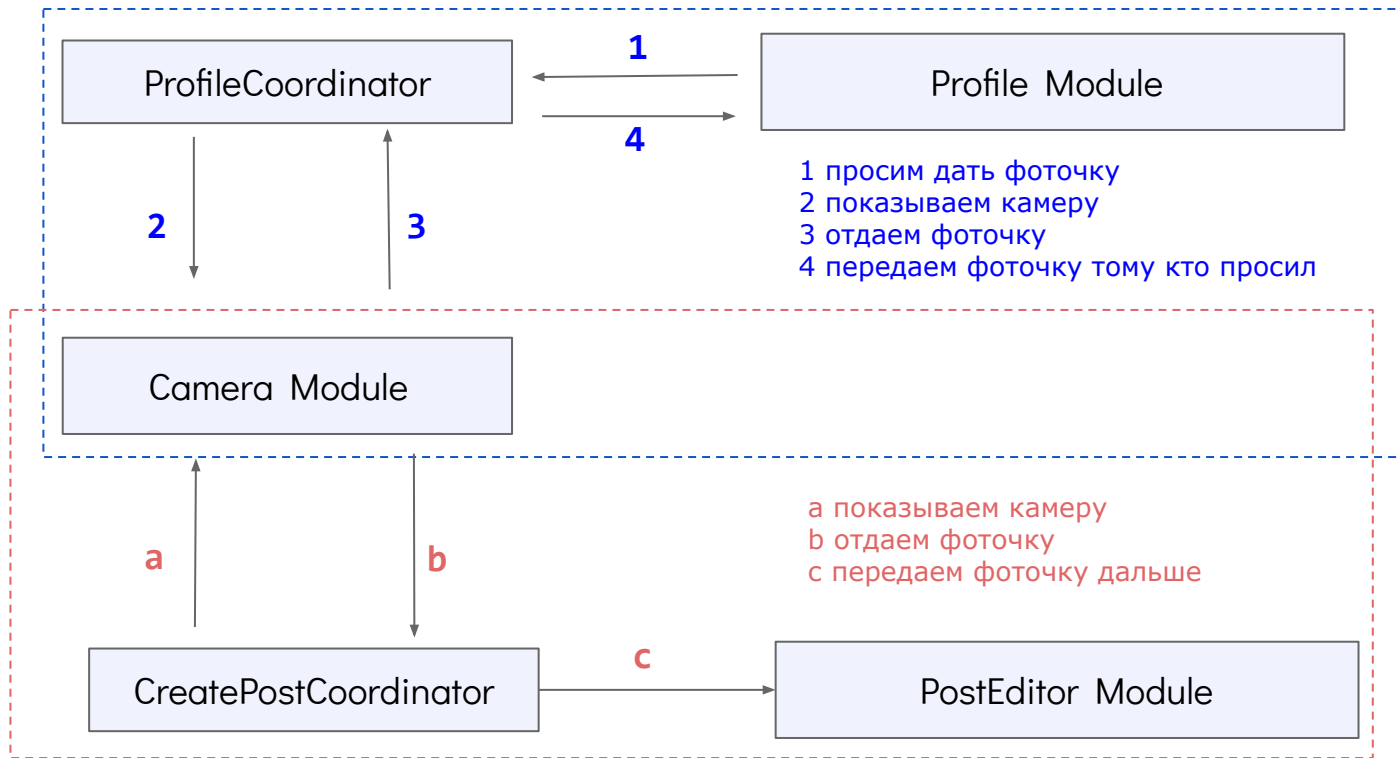 1
ProfileCoordinator
Profile Module
4
1 просим дать фоточку
2 показываем камеру
3 отдаем фоточку
4 передаем фоточку тому кто просил
2
3
Camera Module
a показываем камеру
b отдаем фоточку
c передаем фоточку дальше
a
b
c
CreatePostCoordinator
PostEditor Module